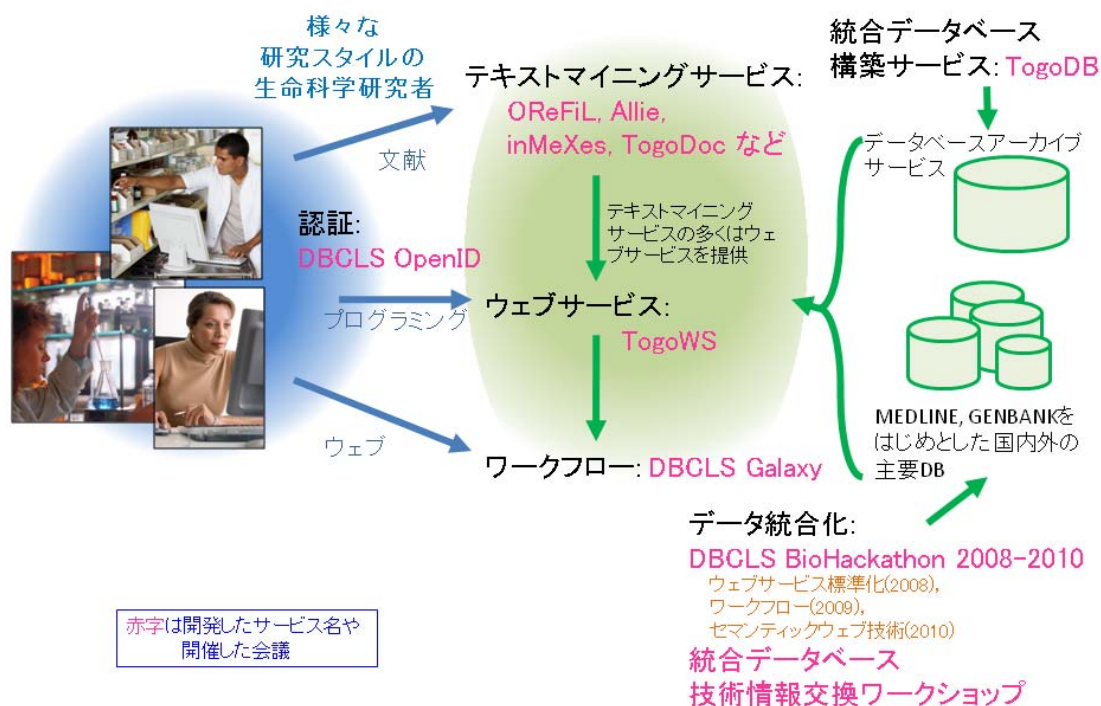 様々な
研究スタイルの
生命科学研究者
テキストマイニングサービス:
OReFiL, Allie,
inMeXes, TogoDoc など
統合データベース
構築サービス: TogoDB
文献
データベースアーカイブ
サービス
認証:
DBCLS OpenID
テキストマイニング
サービスの多くはウェ
ブサービスを提供
プログラミング
ウェブサービス:
TogoWS
ウェブ
ワークフロー: DBCLS Galaxy
MEDLINE, GENBANKを
はじめとした国内外の
主要DB
データ統合化:
DBCLS BioHackathon 2008-2010
ウェブサービス標準化(2008),
ワークフロー(2009),
セマンティックウェブ技術(2010)
統合データベース
技術情報交換ワークショップ
赤字は開発したサービス名や
開催した会議